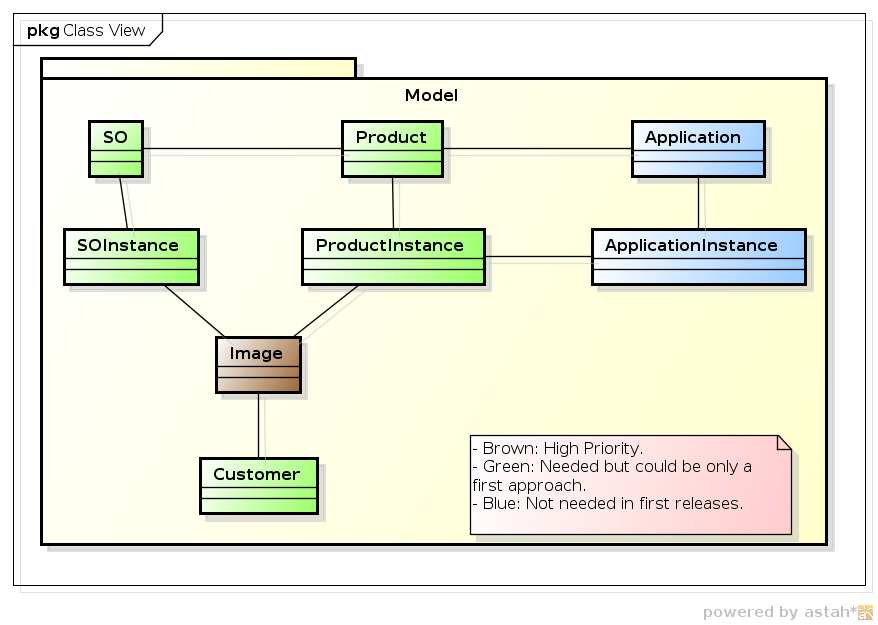 pkg Class View
Model
SO
Product
Application
SOInstance
ProductInstance
ApplicationInstance
Image
Customer
- Brown: High Priority.
- Green: Needed but could be only a
first approach.
- Blue: Not needed in first releases.
powered by astah*